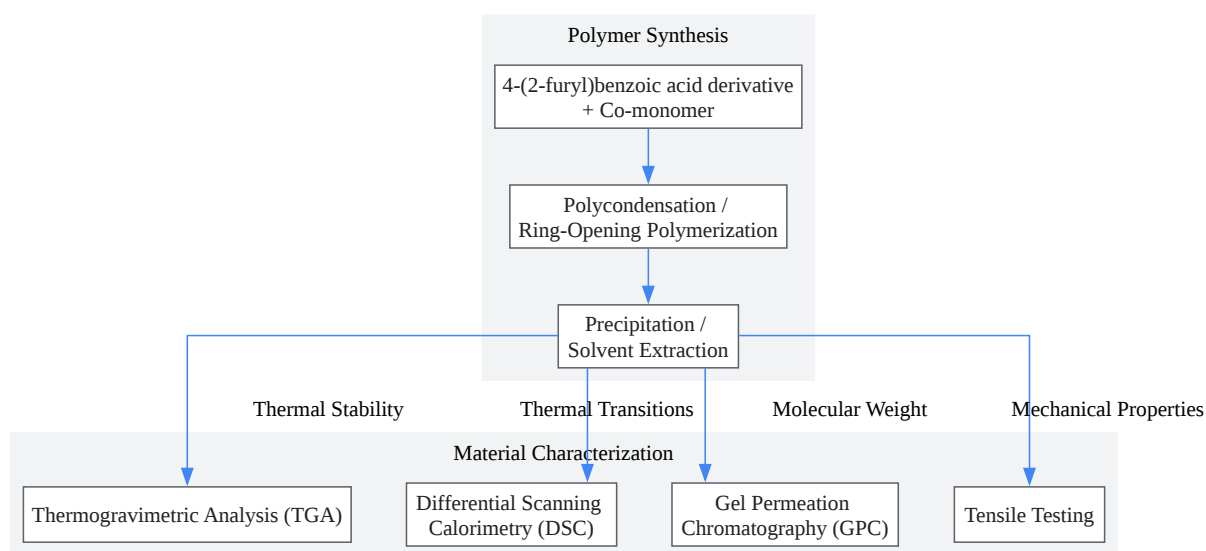 Polymer Synthesis
4-(2-furyl)benzoic acid derivative
+ Co-monomer
Polycondensation /
Ring-Opening Polymerization
Precipitation /
Solvent Extraction
Thermal Stability
Thermal Transitions
Molecular Weight
Mechanical Properties
Material Characterization
Thermogravimetric Analysis (TGA)
Differential Scanning
Calorimetry (DSC)
Gel Permeation
Chromatography (GPC)
Tensile Testing